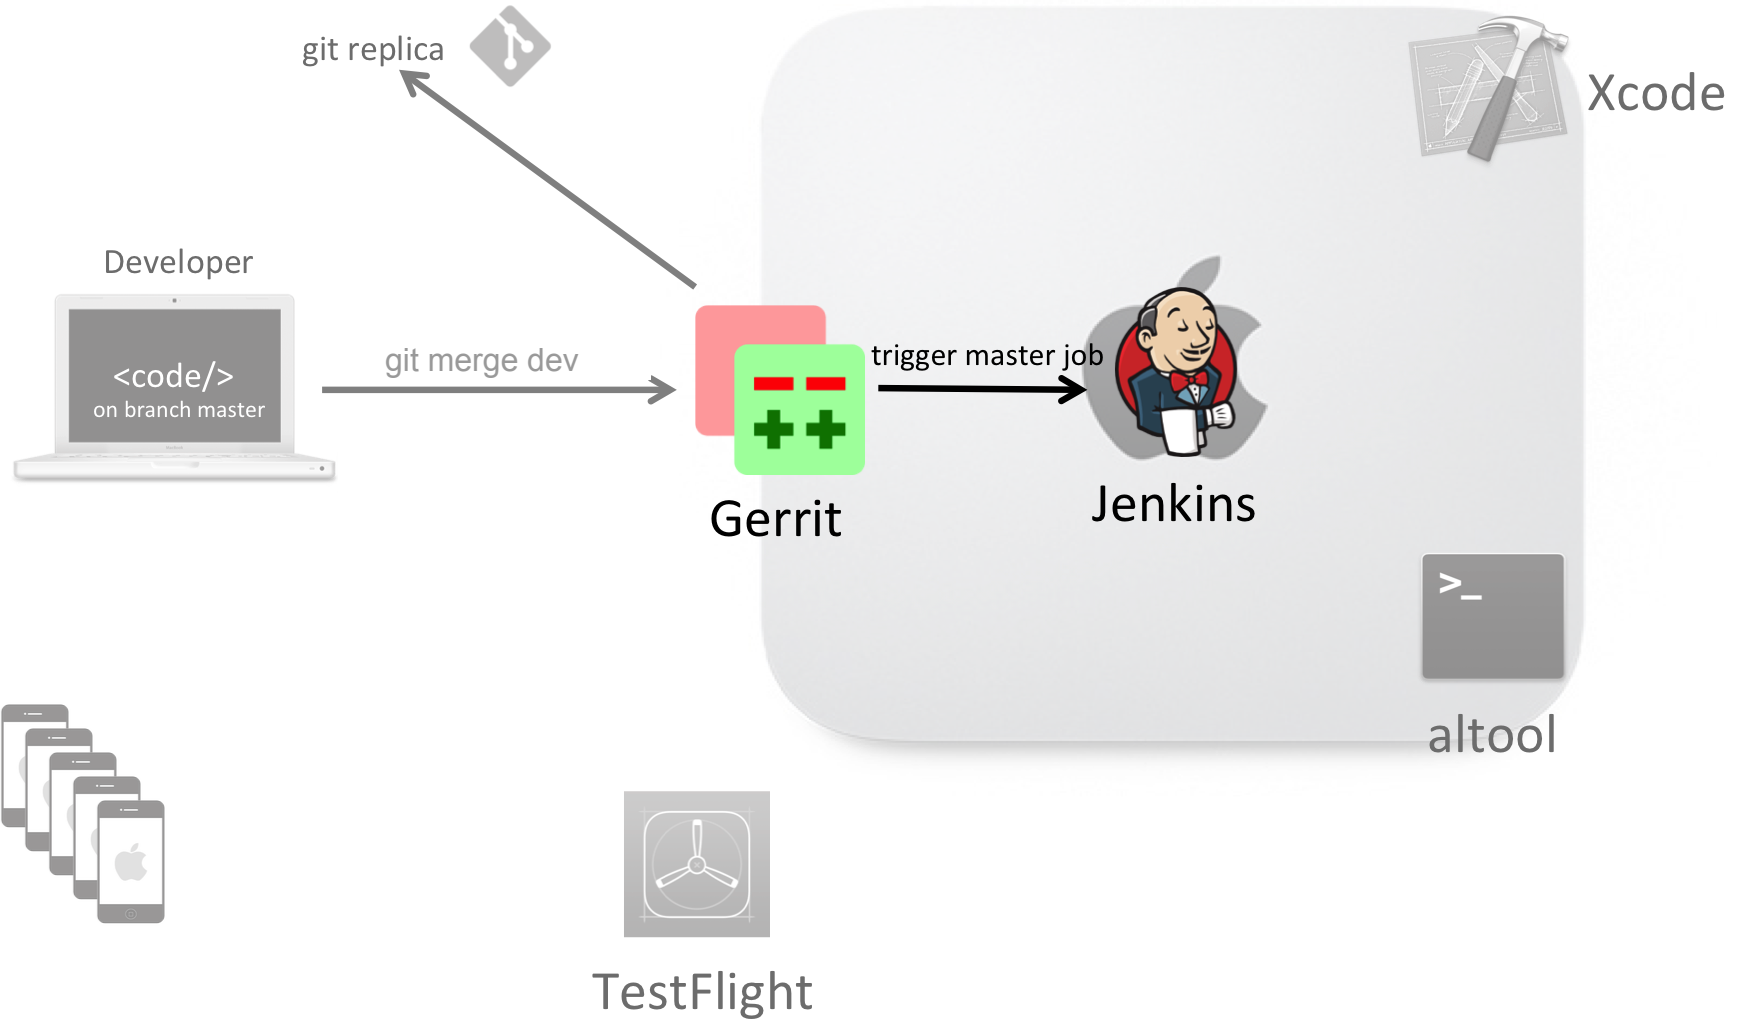 git replica
Xcode
Developer
<code/>
on branch master
git merge dev
trigger master job
Gerrit
Jenkins
>_
altool
TestFlight